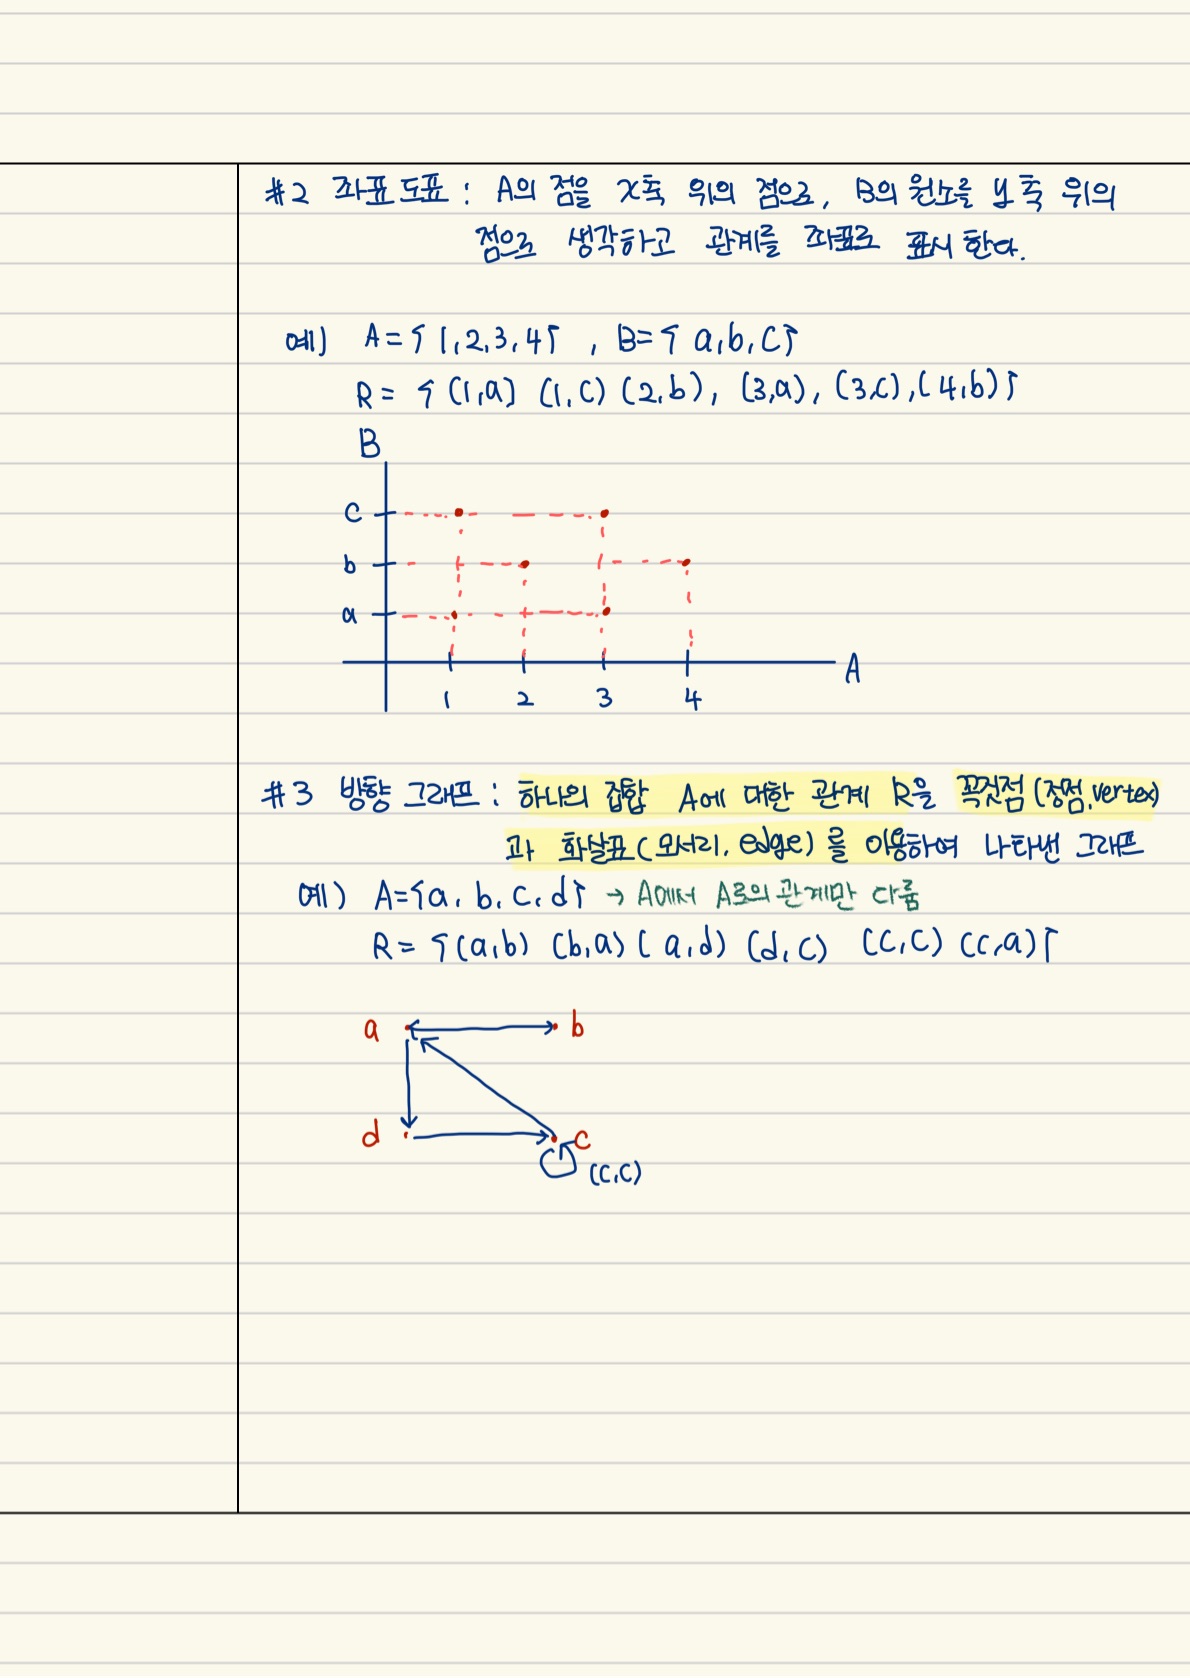 #2 좌표 도표 : A의 점을 x축 위의 점으로, B의 원소를 y축 위의
점으로 생각하고 관계를 좌표로 표시한다.
예) A = {1,2,3,4}, B={a,b,c}
R = {(1,a] (1,c) (2,b), (3,a), (3,c),(4,b)}
B
c
b
a
A
1 2 3 4
#3 방향 그래프 : 하나의 집합 A에 대한 관계 R을 꼭짓점(정점,vertex)
과 화살표(모서리, edge)를 이용하여 나타낸 그래프
예) A={a, b, c, d} → A에서 A로의 관계만 다룸
R = {(a,b) (b,a) (a,d) (d,c) (c,c) (c,a)}
a b
d c
(c,c)